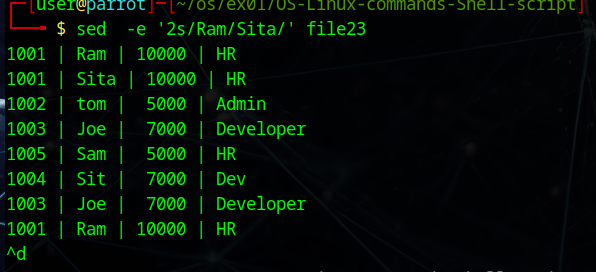 [user@parrot]─[~/os/ex01/OS-Linux-commands-Shell-script]
$ sed  -e '2s/Ram/Sita/' file23
1001 | Ram | 10000 | HR
1001 | Sita | 10000 | HR
1002 | tom |  5000 | Admin
1003 | Joe |  7000 | Developer
1005 | Sam |  5000 | HR
1004 | Sit |  7000 | Dev
1003 | Joe |  7000 | Developer
1001 | Ram | 10000 | HR
^d